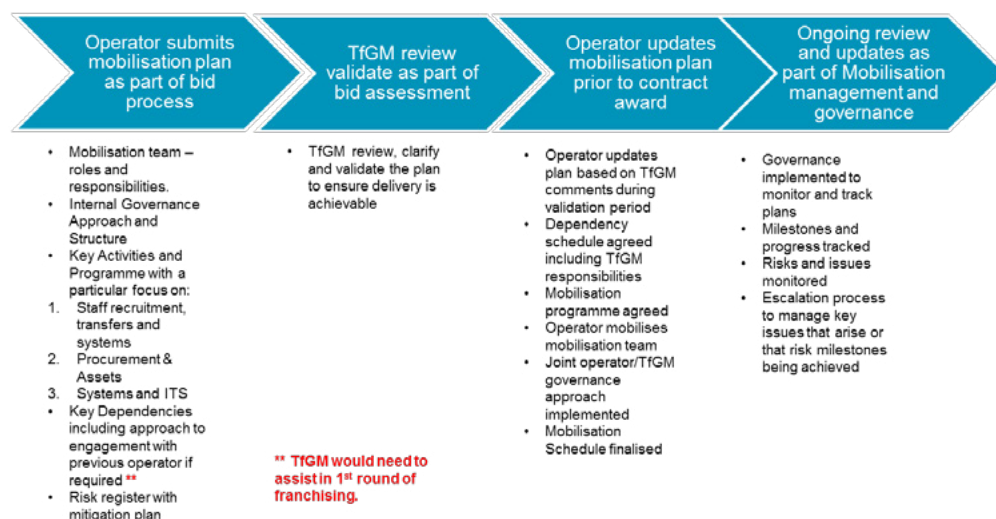 Operator submits
mobilisation plan
as part of bid
process
TfGM review
validate as part of
bid assessment
Operator updates
mobilisation plan
prior to contract
award
Ongoing review
and updates as
part of Mobilisation
management and
governance
• Mobilisation team –
roles and
responsibilities.
• Internal Governance
Approach and
Structure
• Key Activities and
Programme with a
particular focus on:
1. Staff recruitment,
transfers and
systems
2. Procurement &
Assets
3. Systems and ITS
• Key Dependencies
including approach to
engagement with
previous operator if
required **
• Risk register with
mitigation plan
• TfGM review, clarify
and validate the plan
to ensure delivery is
achievable
** TfGM would need to
assist in 1st round of
franchising.
• Operator updates
plan based on TfGM
comments during
validation period
• Dependency
schedule agreed
including TfGM
responsibilities
• Mobilisation
programme agreed
• Operator mobilises
mobilisation team
• Joint operator/TfGM
governance
approach
implemented
• Mobilisation
Schedule finalised
• Governance
implemented to
monitor and track
plans
• Milestones and
progress tracked
• Risks and issues
monitored
• Escalation process
to manage key
issues that arise or
that risk milestones
being achieved